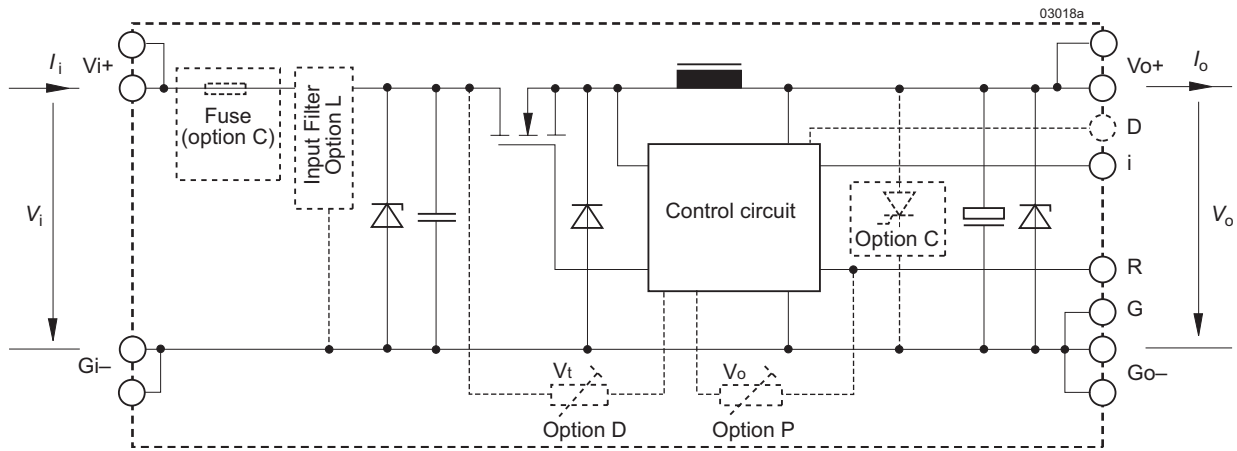 03018a
Ii
Vi+
Fuse
(option C)
Input Filter
Option L
Vo+
Io
D
i
Control circuit
Option C
Vi
Vo
R
G
Gi–
Go–
Vt
Option D
Vo
Option P